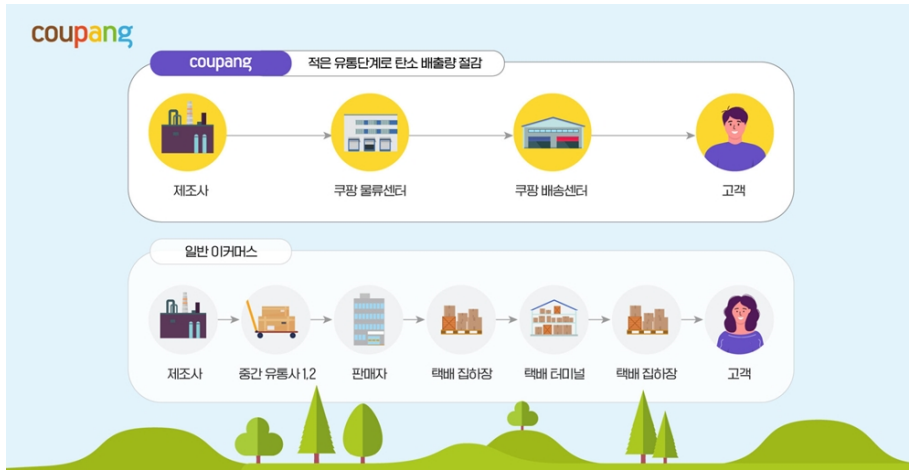 coupang
coupang 적은 유통단계로 탄소 배출량 절감
제조사 쿠팡 물류센터 쿠팡 배송센터 고객
일반 이커머스
제조사 중간 유통사 1,2 판매자 택배 집하장 택배 터미널 택배 집하장 고객